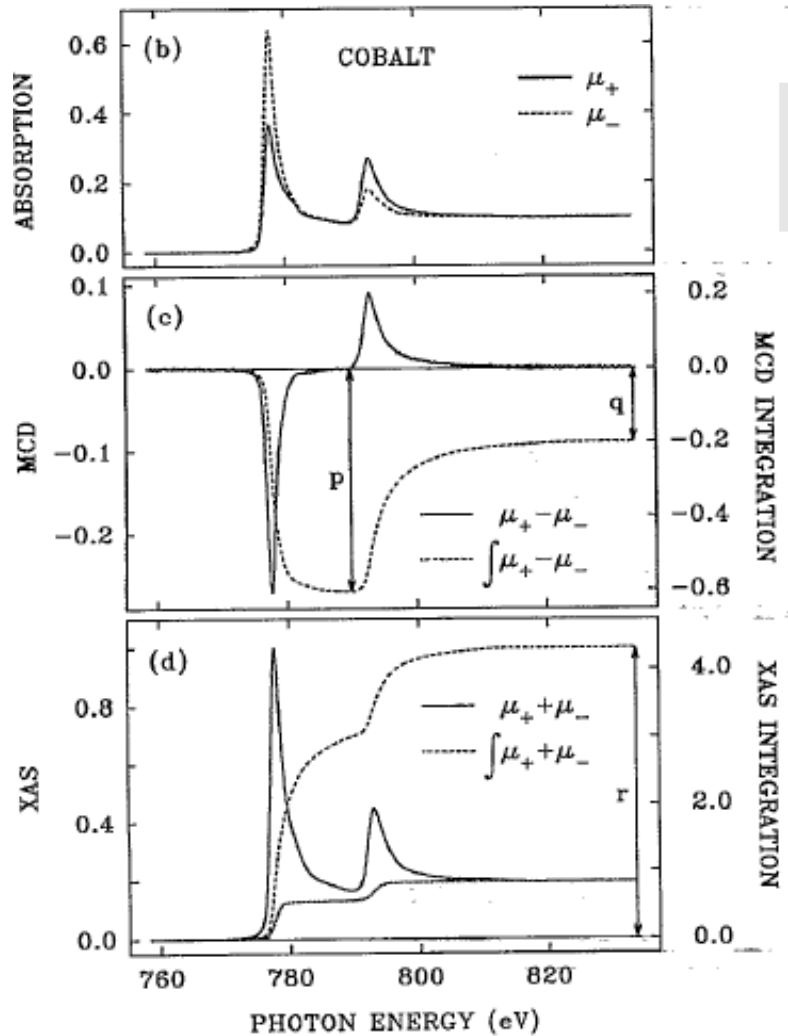 (b)
COBALT
μ₊
μ₋
ABSORPTION
0.6
0.4
0.2
0.0
(c)
0.1
0.0
−0.1
−0.2
MCD
p
q
μ₊−μ₋
∫μ₊−μ₋
0.2
0.0
−0.2
−0.4
−0.6
MCD INTEGRATION
(d)
0.8
0.4
0.0
XAS
μ₊+μ₋
∫μ₊+μ₋
r
4.0
2.0
0.0
XAS INTEGRATION
760
780
800
820
PHOTON ENERGY (eV)